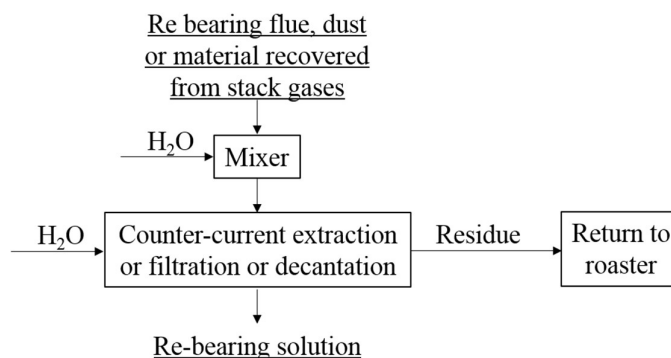 Re bearing flue, dust
or material recovered
from stack gases
H₂O
Mixer
H₂O
Counter-current extraction
or filtration or decantation
Residue
Return to
roaster
Re-bearing solution